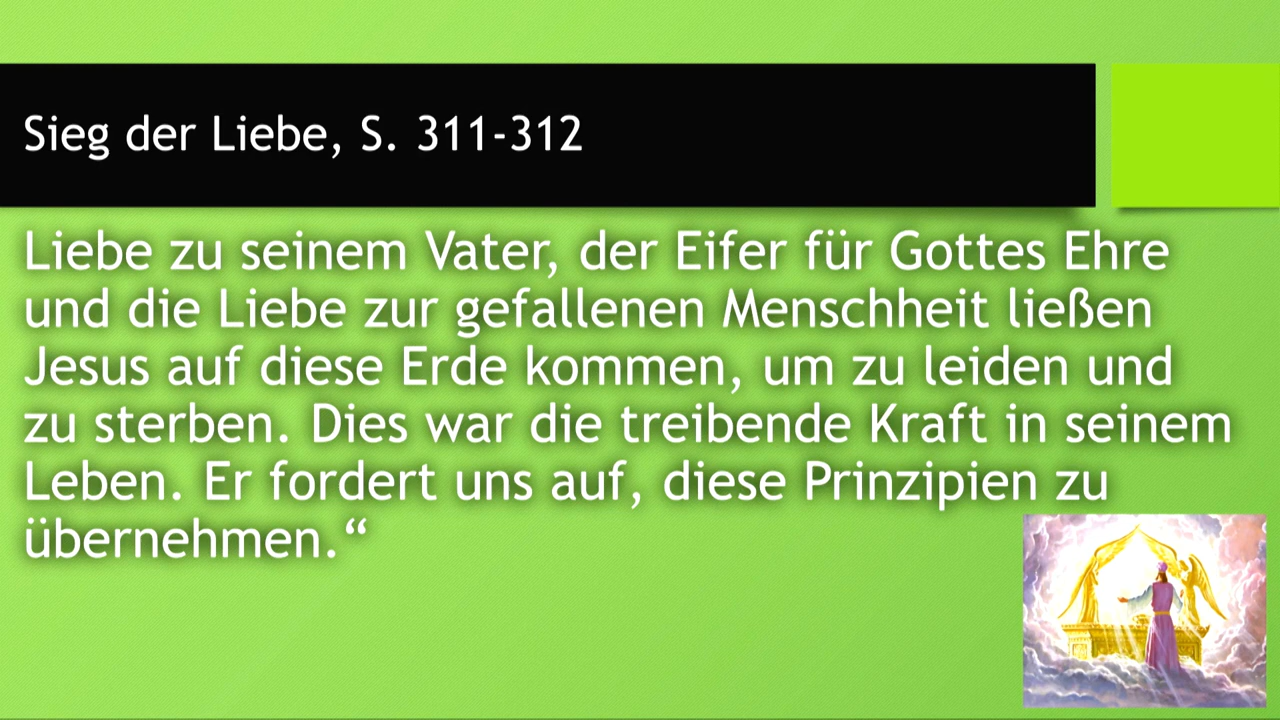 Sieg der Liebe, S. 311-312
Liebe zu seinem Vater, der Eifer für Gottes Ehre
und die Liebe zur gefallenen Menschheit ließen
Jesus auf diese Erde kommen, um zu leiden und
zu sterben. Dies war die treibende Kraft in seinem
Leben. Er fordert uns auf, diese Prinzipien zu
übernehmen.“